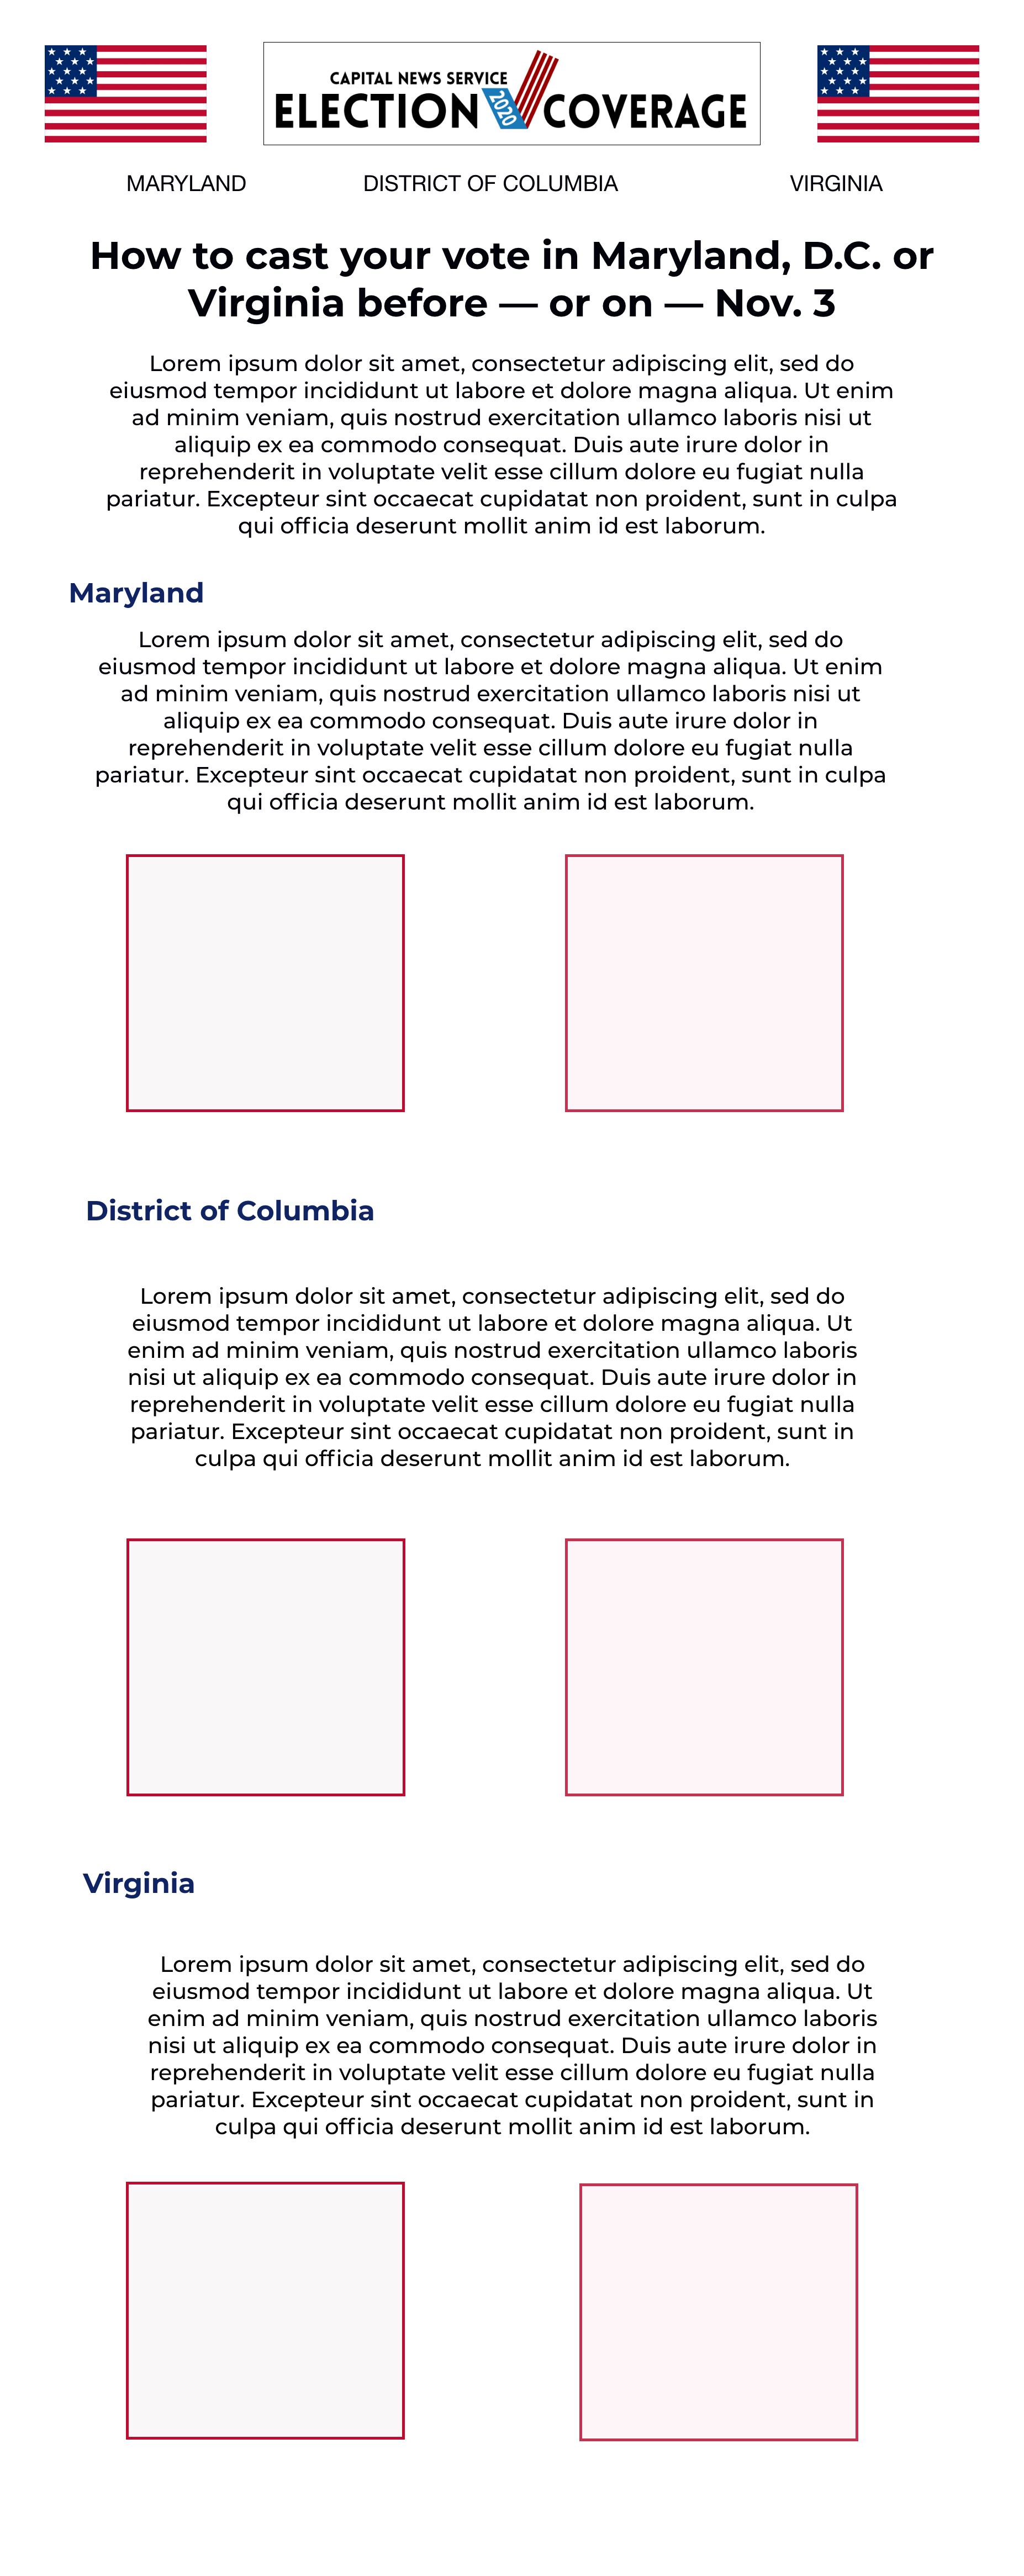 CAPITAL NEWS SERVICE
ELECTION 2020 COVERAGE
MARYLAND DISTRICT OF COLUMBIA VIRGINIA
How to cast your vote in Maryland, D.C. or
Virginia before — or on — Nov. 3
Lorem ipsum dolor sit amet, consectetur adipiscing elit, sed do
eiusmod tempor incididunt ut labore et dolore magna aliqua. Ut enim
ad minim veniam, quis nostrud exercitation ullamco laboris nisi ut
aliquip ex ea commodo consequat. Duis aute irure dolor in
reprehenderit in voluptate velit esse cillum dolore eu fugiat nulla
pariatur. Excepteur sint occaecat cupidatat non proident, sunt in culpa
qui officia deserunt mollit anim id est laborum.
Maryland
Lorem ipsum dolor sit amet, consectetur adipiscing elit, sed do
eiusmod tempor incididunt ut labore et dolore magna aliqua. Ut enim
ad minim veniam, quis nostrud exercitation ullamco laboris nisi ut
aliquip ex ea commodo consequat. Duis aute irure dolor in
reprehenderit in voluptate velit esse cillum dolore eu fugiat nulla
pariatur. Excepteur sint occaecat cupidatat non proident, sunt in culpa
qui officia deserunt mollit anim id est laborum.
District of Columbia
Lorem ipsum dolor sit amet, consectetur adipiscing elit, sed do
eiusmod tempor incididunt ut labore et dolore magna aliqua. Ut
enim ad minim veniam, quis nostrud exercitation ullamco laboris
nisi ut aliquip ex ea commodo consequat. Duis aute irure dolor in
reprehenderit in voluptate velit esse cillum dolore eu fugiat nulla
pariatur. Excepteur sint occaecat cupidatat non proident, sunt in
culpa qui officia deserunt mollit anim id est laborum.
Virginia
Lorem ipsum dolor sit amet, consectetur adipiscing elit, sed do
eiusmod tempor incididunt ut labore et dolore magna aliqua. Ut
enim ad minim veniam, quis nostrud exercitation ullamco laboris
nisi ut aliquip ex ea commodo consequat. Duis aute irure dolor in
reprehenderit in voluptate velit esse cillum dolore eu fugiat nulla
pariatur. Excepteur sint occaecat cupidatat non proident, sunt in
culpa qui officia deserunt mollit anim id est laborum.